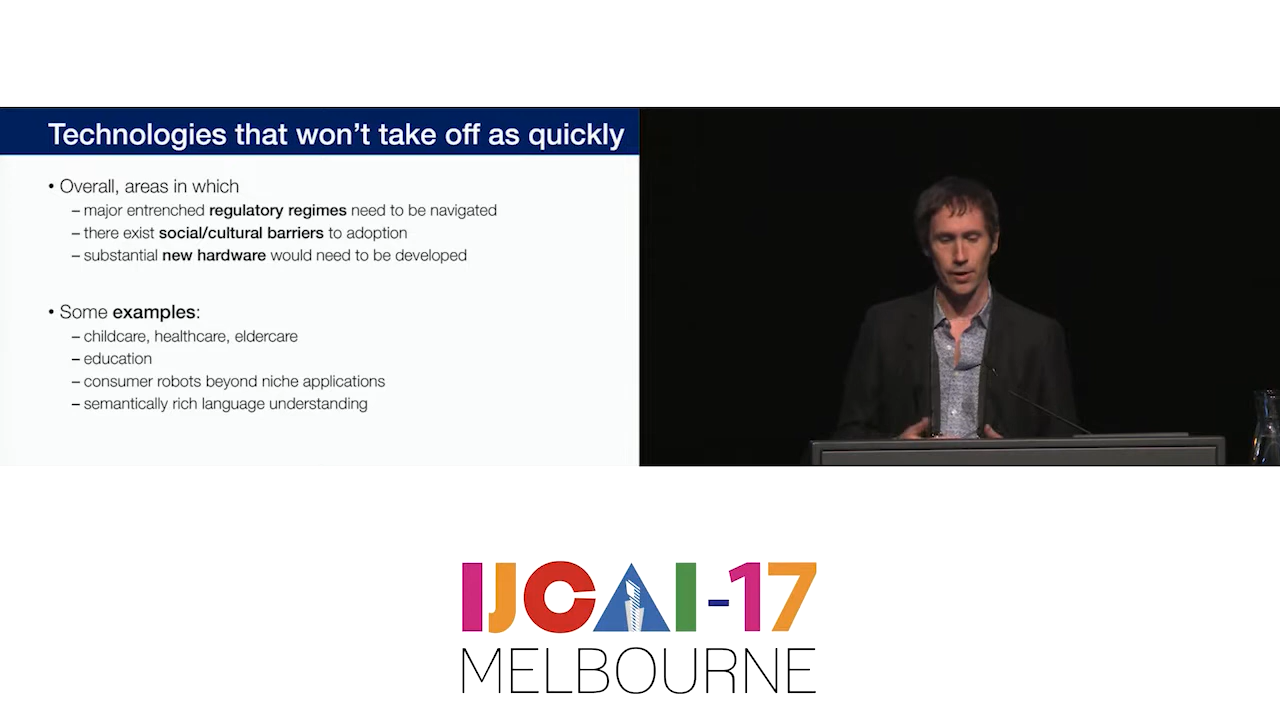 Technologies that won't take off as quickly
• Overall, areas in which
– major entrenched regulatory regimes need to be navigated
– there exist social/cultural barriers to adoption
– substantial new hardware would need to be developed
• Some examples:
– childcare, healthcare, eldercare
– education
– consumer robots beyond niche applications
– semantically rich language understanding
IJCAI-17
MELBOURNE